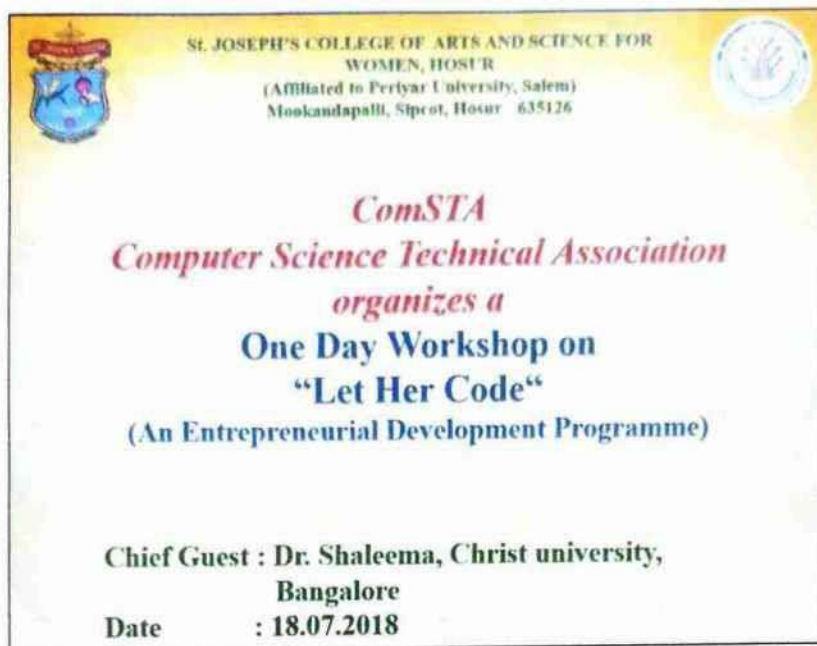 St. JOSEPH'S COLLEGE OF ARTS AND SCIENCE FOR
WOMEN, HOSUR
(Affiliated to Periyar University, Salem)
Mookandapalli, Sipcot, Hosur 635126
ComSTA
Computer Science Technical Association
organizes a
One Day Workshop on
“Let Her Code“
(An Entrepreneurial Development Programme)
Chief Guest : Dr. Shaleema, Christ university,
Bangalore
Date : 18.07.2018